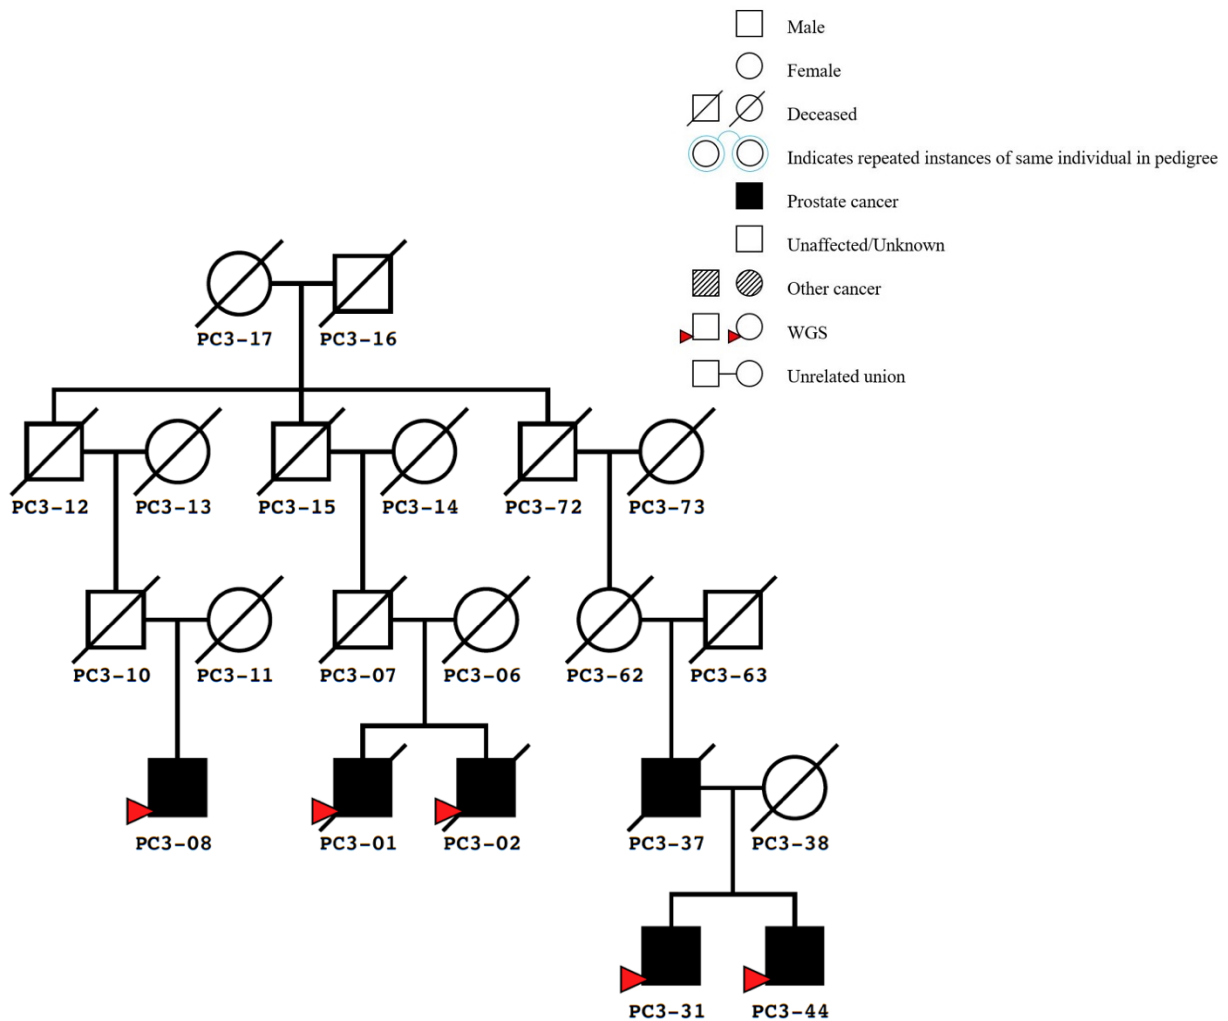 Male
Female
Deceased
Indicates repeated instances of same individual in pedigree
Prostate cancer
Unaffected/Unknown
Other cancer
WGS
Unrelated union
PC3-17 PC3-16
PC3-12 PC3-13 PC3-15 PC3-14 PC3-72 PC3-73
PC3-10 PC3-11 PC3-07 PC3-06 PC3-62 PC3-63
PC3-08 PC3-01 PC3-02 PC3-37 PC3-38
PC3-31 PC3-44